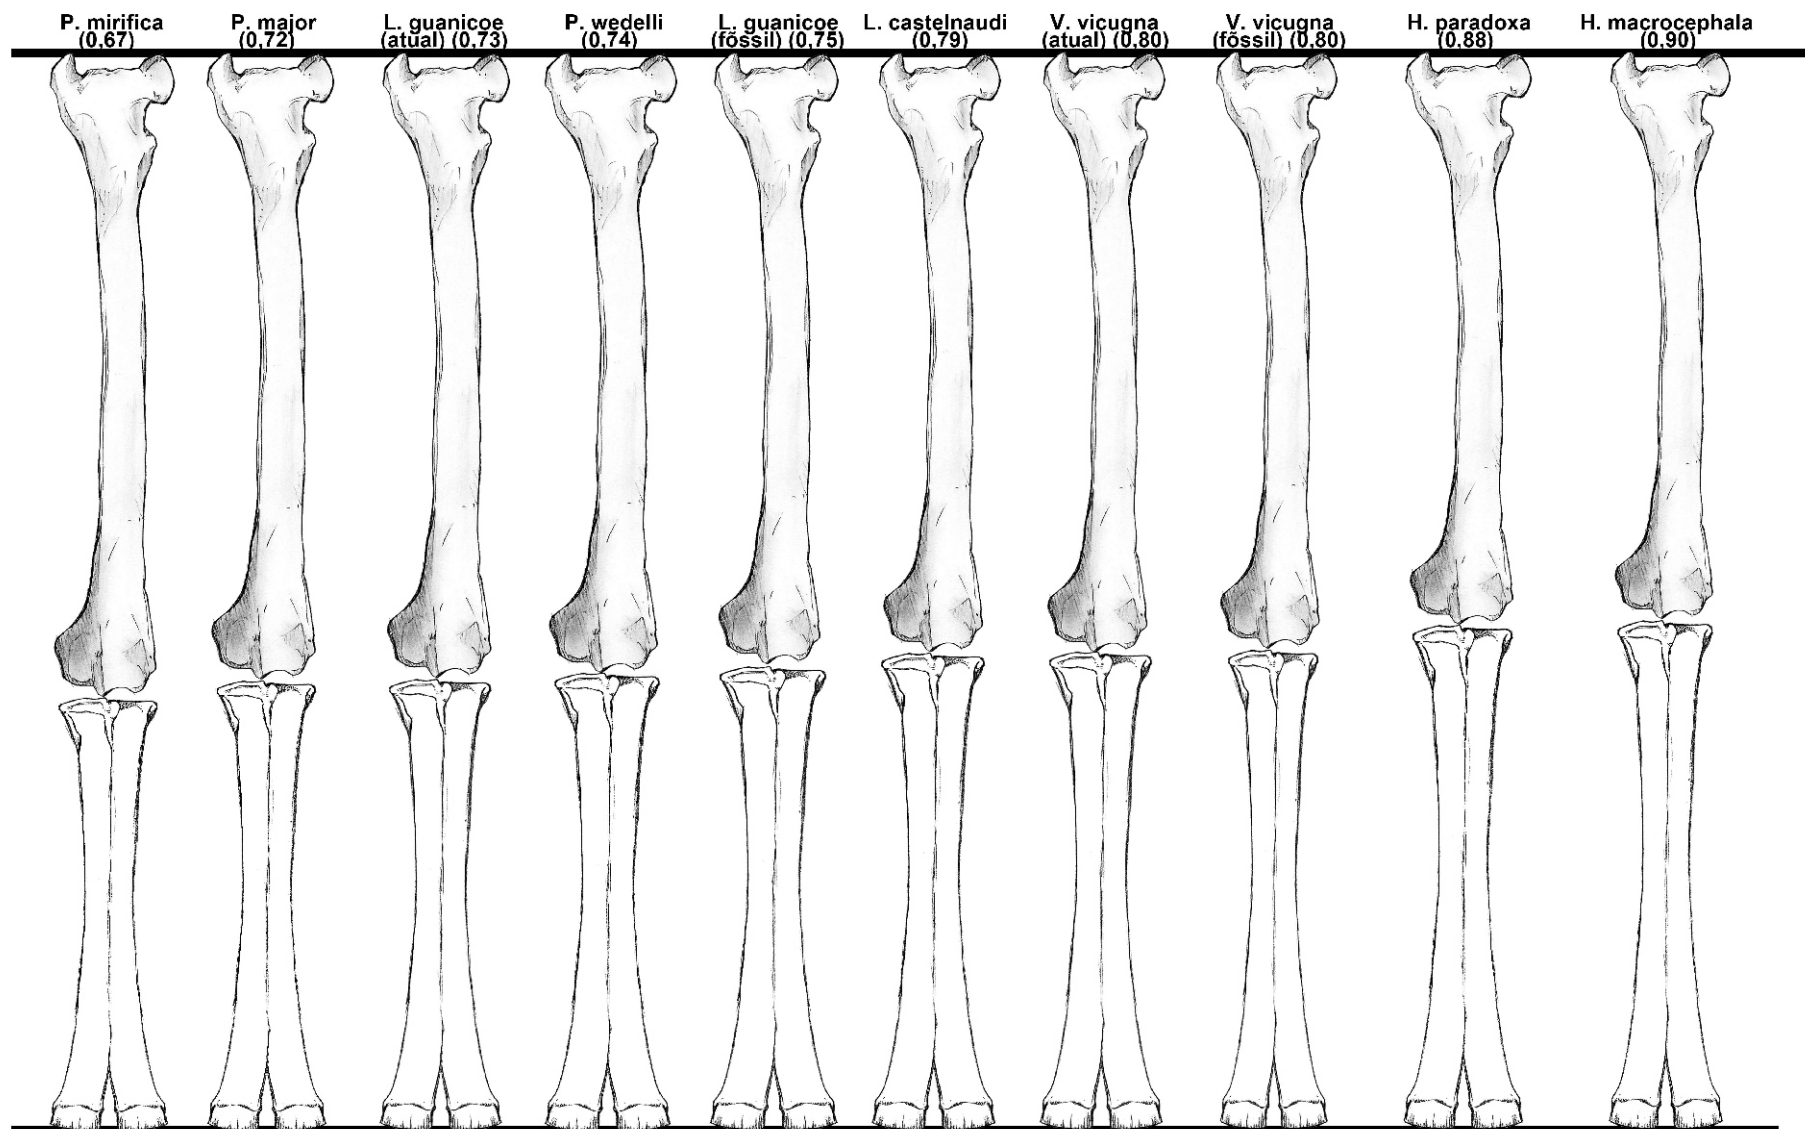 P. mirifica
(0,67)
P. major
(0,72)
L. guanicoe
(atual) (0,73)
P. wedelli
(0,74)
L. guanicoe
(fóssil) (0,75)
L. castelnaudi
(0,79)
V. vicugna
(atual) (0,80)
V. vicugna
(fóssil) (0,80)
H. paradoxa
(0,88)
H. macrocephala
(0,90)